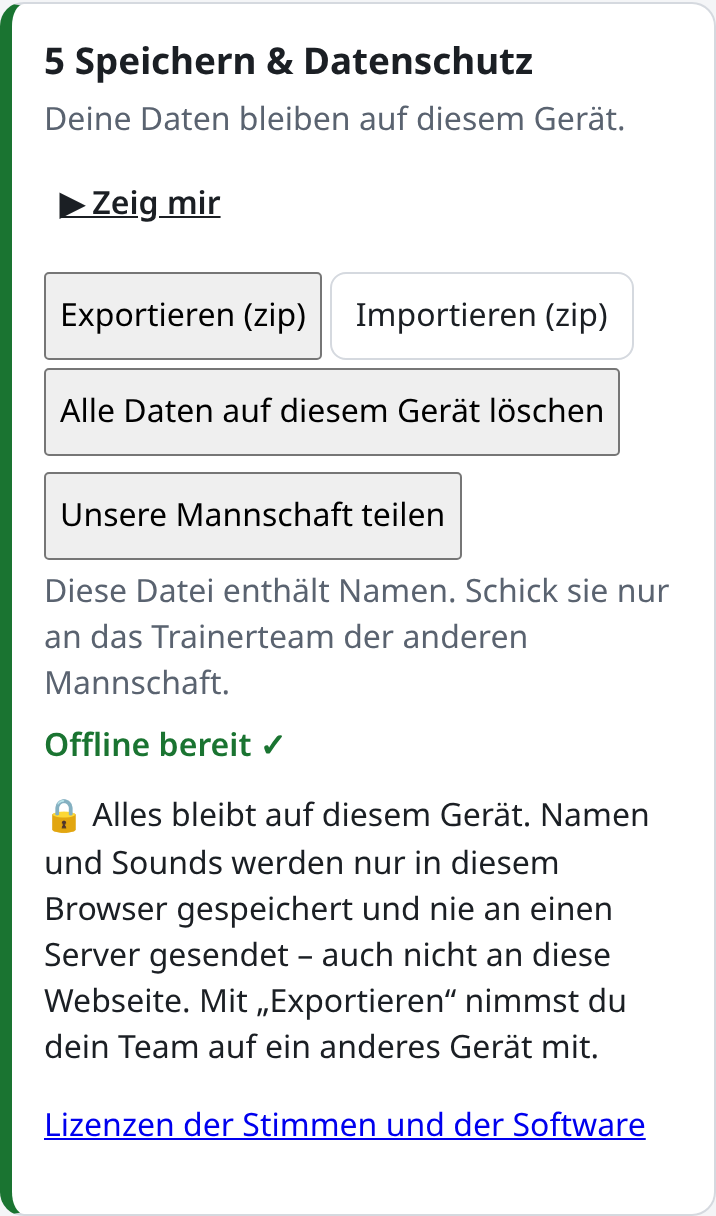 5 Speichern & Datenschutz
Deine Daten bleiben auf diesem Gerät.
▶ Zeig mir
Exportieren (zip) Importieren (zip)
Alle Daten auf diesem Gerät löschen
Unsere Mannschaft teilen
Diese Datei enthält Namen. Schick sie nur
an das Trainerteam der anderen
Mannschaft.
Offline bereit ✓
🔒 Alles bleibt auf diesem Gerät. Namen
und Sounds werden nur in diesem
Browser gespeichert und nie an einen
Server gesendet – auch nicht an diese
Webseite. Mit „Exportieren“ nimmst du
dein Team auf ein anderes Gerät mit.
Lizenzen der Stimmen und der Software